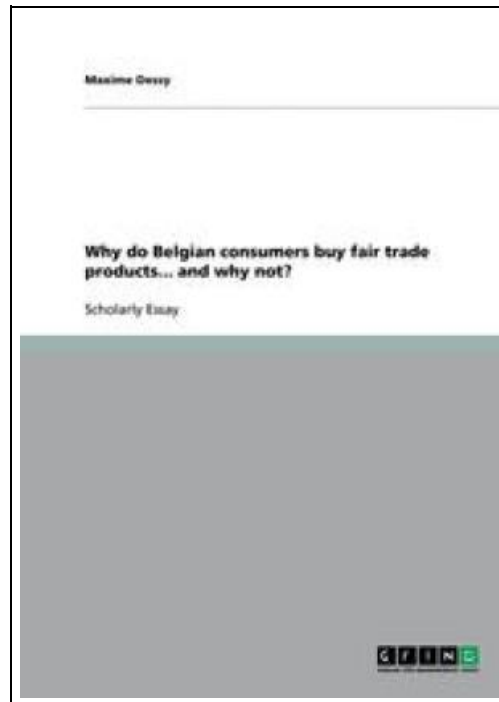 Maxime Dessy
Why do Belgian consumers buy fair trade
products... and why not?
Scholarly Essay
GRIN